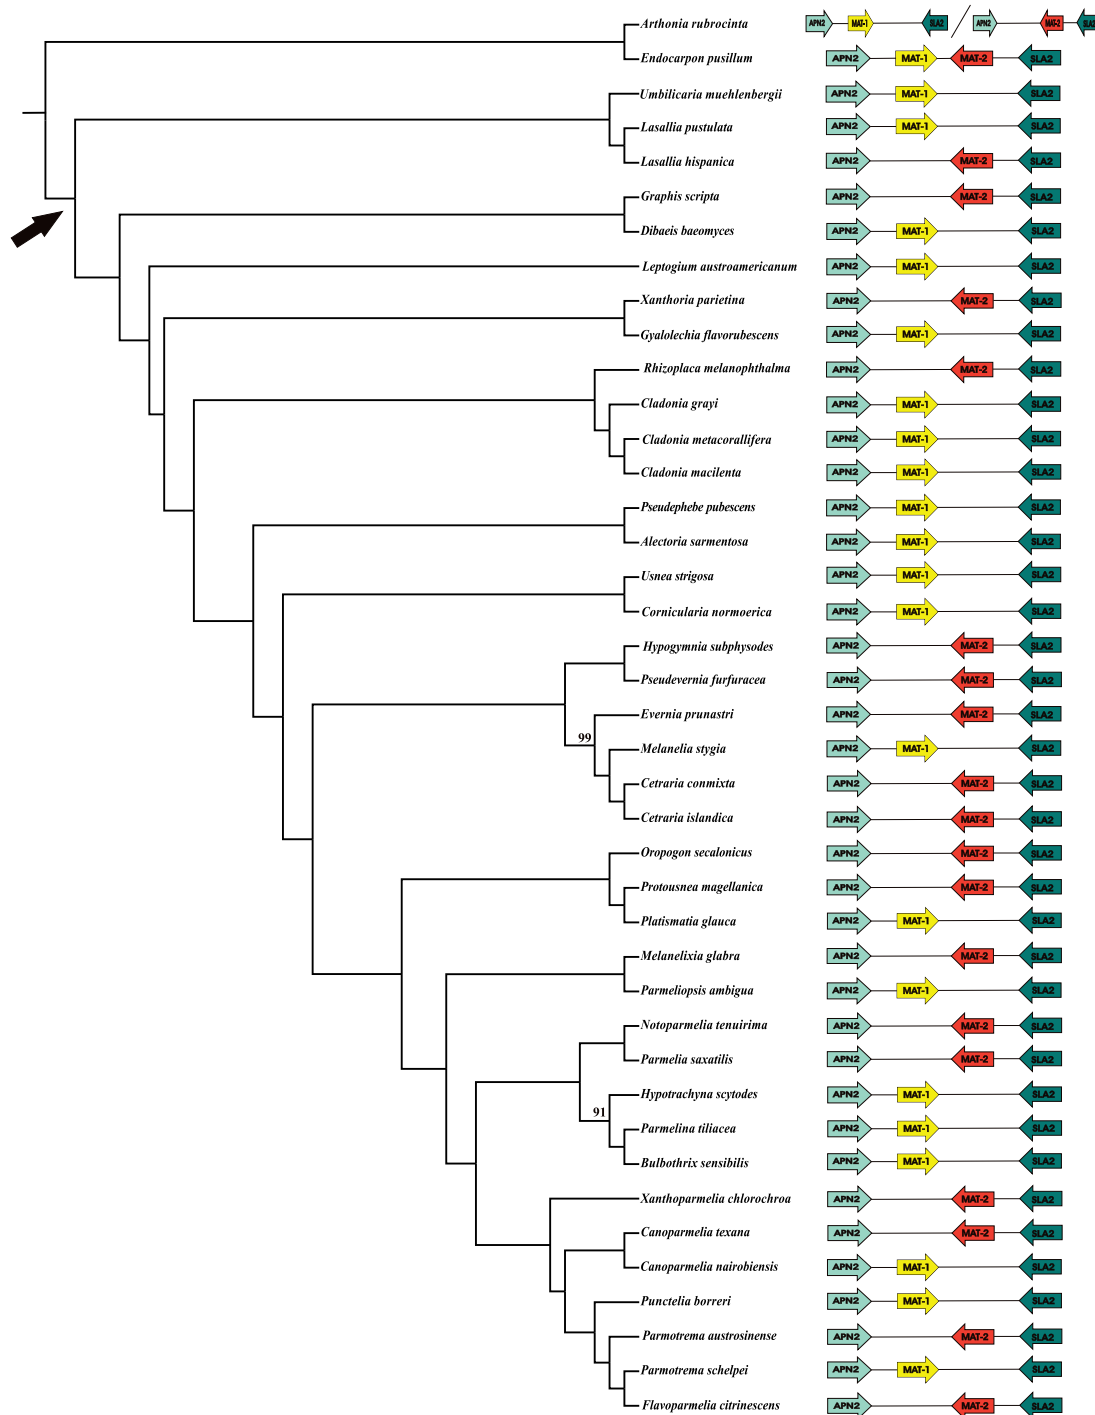 Arthonia rubrocinta APN2 MAT-1 SLA2 / APN2 MAT-2 SLA2
Endocarpon pusillum APN2 MAT-1 MAT-2 SLA2
Umbilicaria muehlenbergii APN2 MAT-1 SLA2
Lasallia pustulata APN2 MAT-1 SLA2
Lasallia hispanica APN2 MAT-2 SLA2
Graphis scripta APN2 MAT-2 SLA2
Dibaeis baeomyces APN2 MAT-1 SLA2
Leptogium austroamericanum APN2 MAT-1 SLA2
Xanthoria parietina APN2 MAT-2 SLA2
Gyalolechia flavorubescens APN2 MAT-1 SLA2
Rhizoplaca melanophthalma APN2 MAT-2 SLA2
Cladonia grayi APN2 MAT-1 SLA2
Cladonia metacorallifera APN2 MAT-1 SLA2
Cladonia macilenta APN2 MAT-1 SLA2
Pseudephebe pubescens APN2 MAT-1 SLA2
Alectoria sarmentosa APN2 MAT-1 SLA2
Usnea strigosa APN2 MAT-1 SLA2
Cornicularia normoerica APN2 MAT-1 SLA2
Hypogymnia subphysodes APN2 MAT-2 SLA2
Pseudevernia furfuracea APN2 MAT-2 SLA2
Evernia prunastri APN2 MAT-2 SLA2
99
Melanelia stygia APN2 MAT-1 SLA2
Cetraria conmixta APN2 MAT-2 SLA2
Cetraria islandica APN2 MAT-2 SLA2
Oropogon secalonicus APN2 MAT-2 SLA2
Protousnea magellanica APN2 MAT-2 SLA2
Platismatia glauca APN2 MAT-1 SLA2
Melanelixia glabra APN2 MAT-2 SLA2
Parmeliopsis ambigua APN2 MAT-1 SLA2
Notoparmelia tenuirima APN2 MAT-2 SLA2
Parmelia saxatilis APN2 MAT-2 SLA2
Hypotrachyna scytodes APN2 MAT-1 SLA2
91
Parmelina tiliacea APN2 MAT-1 SLA2
Bulbothrix sensibilis APN2 MAT-1 SLA2
Xanthoparmelia chlorochroa APN2 MAT-2 SLA2
Canoparmelia texana APN2 MAT-2 SLA2
Canoparmelia nairobiensis APN2 MAT-1 SLA2
Punctelia borreri APN2 MAT-1 SLA2
Parmotrema austrosinense APN2 MAT-2 SLA2
Parmotrema schelpei APN2 MAT-1 SLA2
Flavoparmelia citrinescens APN2 MAT-2 SLA2